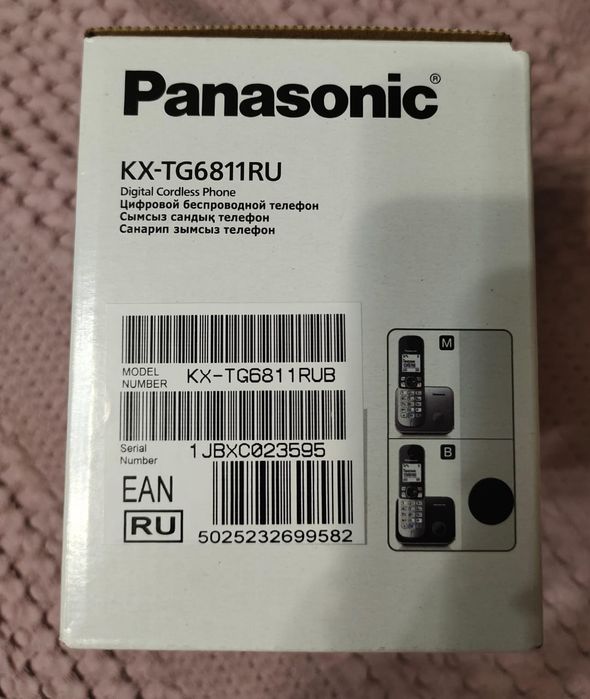 Panasonic®
KX-TG6811RU
Digital Cordless Phone
Цифровой беспроводной телефон
Сымсыз сандық телефон
Санарип зымсыз телефон
MODEL NUMBER KX-TG6811RUB
Serial Number 1JBXC023595
EAN
RU
5025232699582
M
B